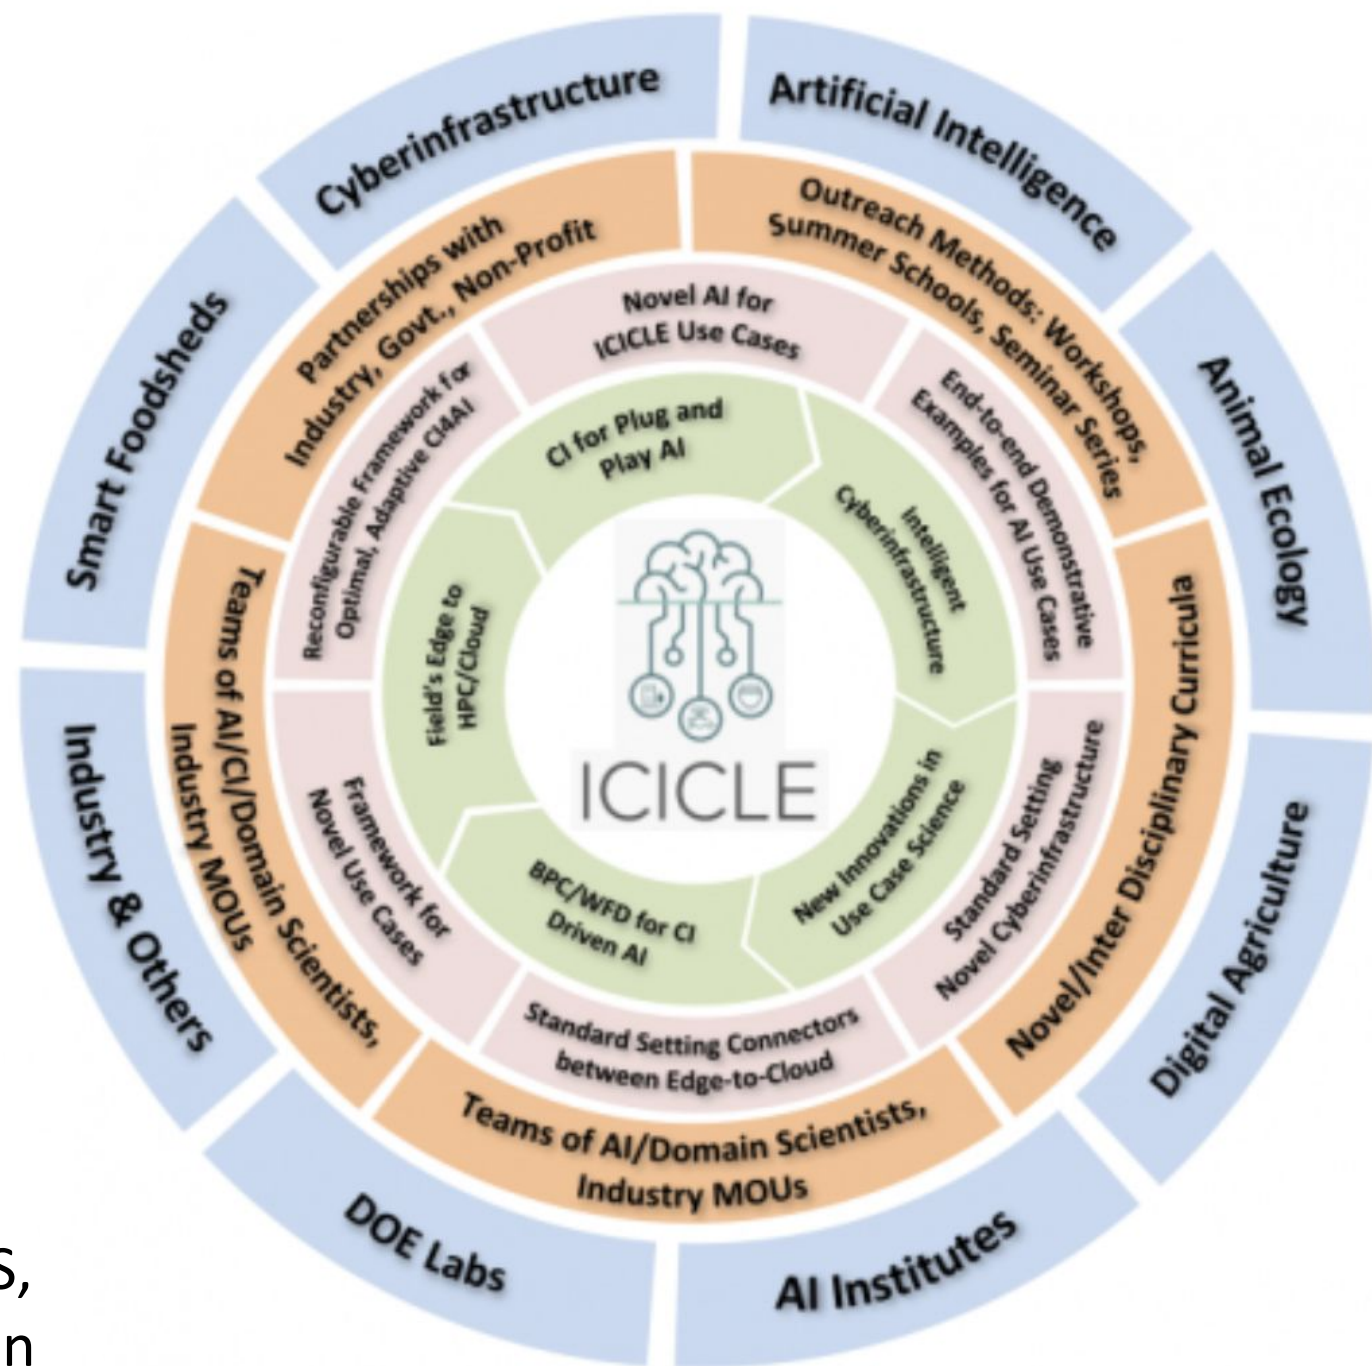 Cyberinfrastructure
Artificial Intelligence
Animal Ecology
Digital Agriculture
AI Institutes
DOE Labs
Industry & Others
Smart Foodsheds
Partnerships with
Industry, Govt., Non-Profit
Outreach Methods: Workshops,
Summer Schools, Seminar Series
Novel/Inter Disciplinary Curricula
Teams of AI/Domain Scientists,
Industry MOUs
Teams of AI/CI/Domain Scientists,
Industry MOUs
Novel AI for
ICICLE Use Cases
End-to-end Demonstrative
Examples for AI Use Cases
Standard Setting
Novel Cyberinfrastructure
Standard Setting Connectors
between Edge-to-Cloud
Framework for
Novel Use Cases
Reconfigurable Framework for
Optimal, Adaptive CI4AI
CI for Plug and
Play AI
Intelligent
Cyberinfrastructure
New Innovations in
Use Case Science
BPC/WFD for CI
Driven AI
Field's Edge to
HPC/Cloud
ICICLE
S,
n